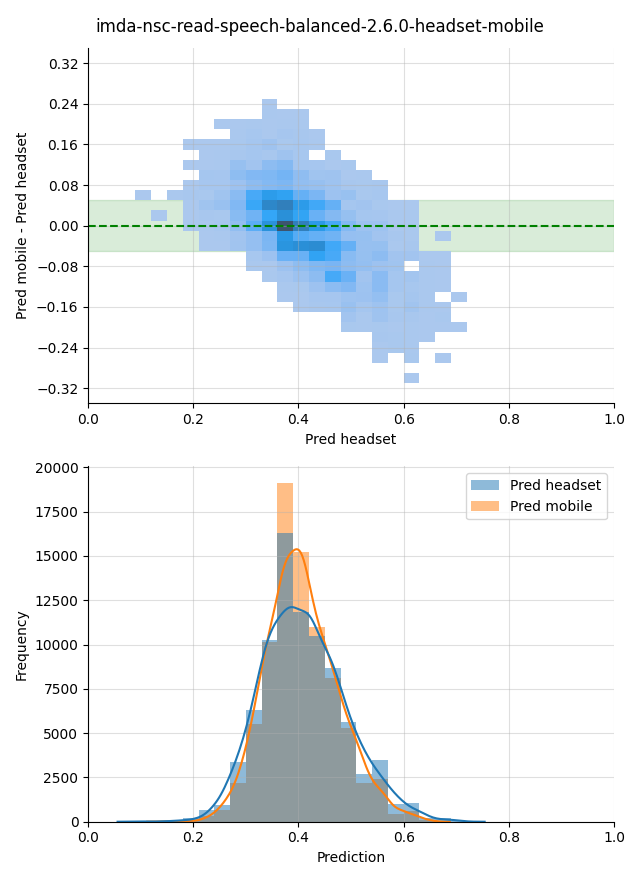 imda-nsc-read-speech-balanced-2.6.0-headset-mobile
0.32
0.24
0.16
0.08
0.00
−0.08
−0.16
−0.24
−0.32
Pred mobile - Pred headset
0.0 0.2 0.4 0.6 0.8 1.0
Pred headset
20000
17500
15000
12500
10000
7500
5000
2500
0
Frequency
Pred headset
Pred mobile
0.0 0.2 0.4 0.6 0.8 1.0
Prediction